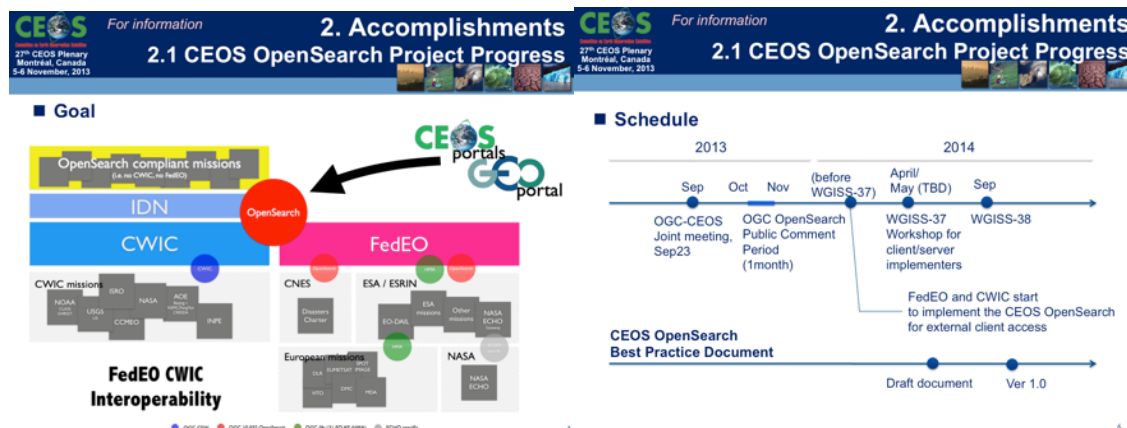 CEOS
27th CEOS Plenary
Montréal, Canada
5-6 November, 2013
For information
2. Accomplishments
2.1 CEOS OpenSearch Project Progress
Goal
OpenSearch compliant missions
(i.e. no CWIC, no FedEO)
IDN
OpenSearch
CEOS
portals
GEO
portal
CWIC
FedEO
CWIC missions
NOAA
USGS
ISRO
CCMEO
NASA
AOE
INPE
CNES
Disasters
Charter
ESA / ESRIN
EO-DAIL
ESA
missions
Other
missions
NASA
ECHO
European missions
DLR
EUMETSAT
SPOT
IMAGE
DMC
MDA
NASA
NASA
ECHO
FedEO CWIC
Interoperability
CEOS
27th CEOS Plenary
Montréal, Canada
5-6 November, 2013
For information
2. Accomplishments
2.1 CEOS OpenSearch Project Progress
Schedule
2013
2014
Sep
Oct
Nov
(before
WGISS-37)
April/
May (TBD)
Sep
OGC-CEOS
Joint meeting,
Sep23
OGC OpenSearch
Public Comment
Period
(1month)
WGISS-37
Workshop for
client/server
implementers
WGISS-38
FedEO and CWIC start
to implement the CEOS OpenSearch
for external client access
CEOS OpenSearch
Best Practice Document
Draft document
Ver 1.0